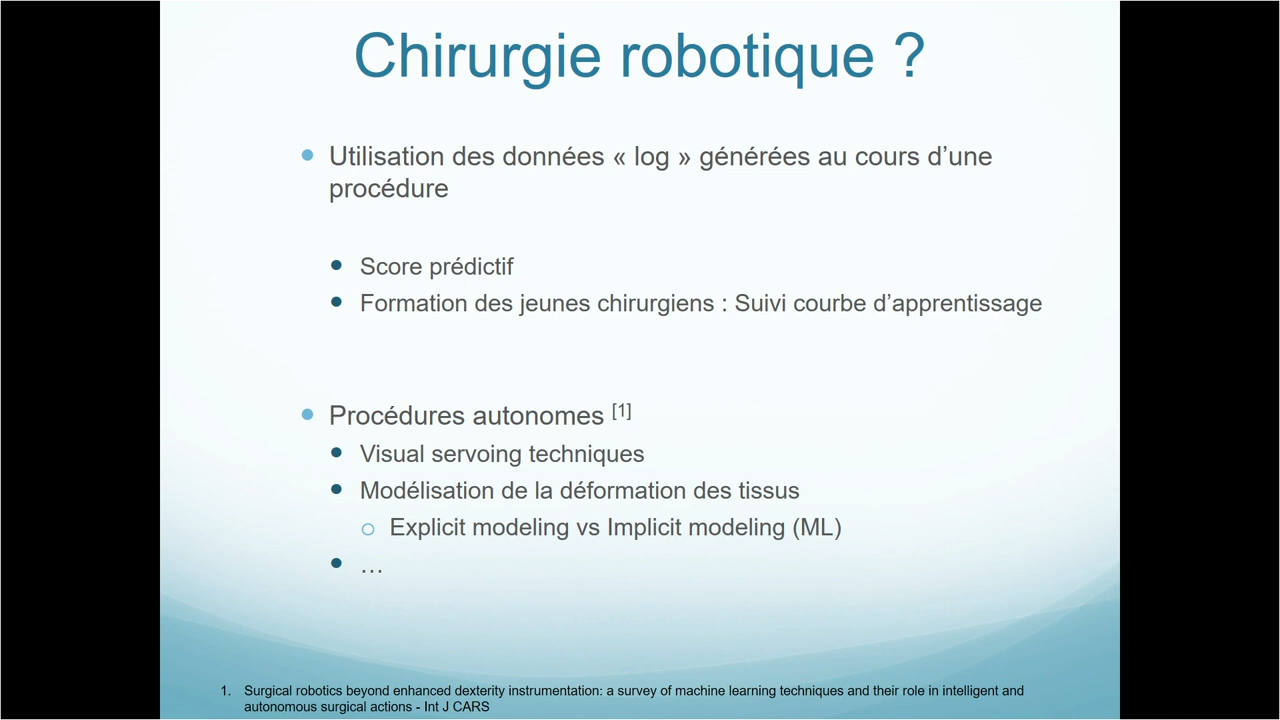 Chirurgie robotique ?
Utilisation des données « log » générées au cours d’une
procédure
Score prédictif
Formation des jeunes chirurgiens : Suivi courbe d’apprentissage
Procédures autonomes [1]
Visual servoing techniques
Modélisation de la déformation des tissus
Explicit modeling vs Implicit modeling (ML)
…
1. Surgical robotics beyond enhanced dexterity instrumentation: a survey of machine learning techniques and their role in intelligent and
autonomous surgical actions - Int J CARS